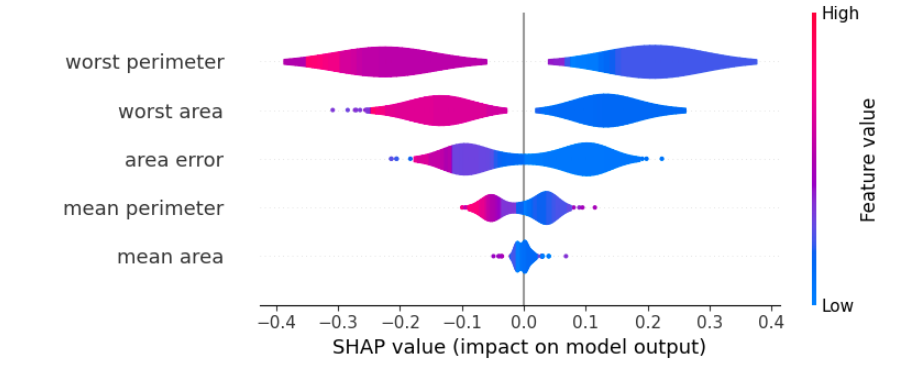 High
worst perimeter
worst area
area error
mean perimeter
mean area
Feature value
Low
−0.4 −0.3 −0.2 −0.1 0.0 0.1 0.2 0.3 0.4
SHAP value (impact on model output)